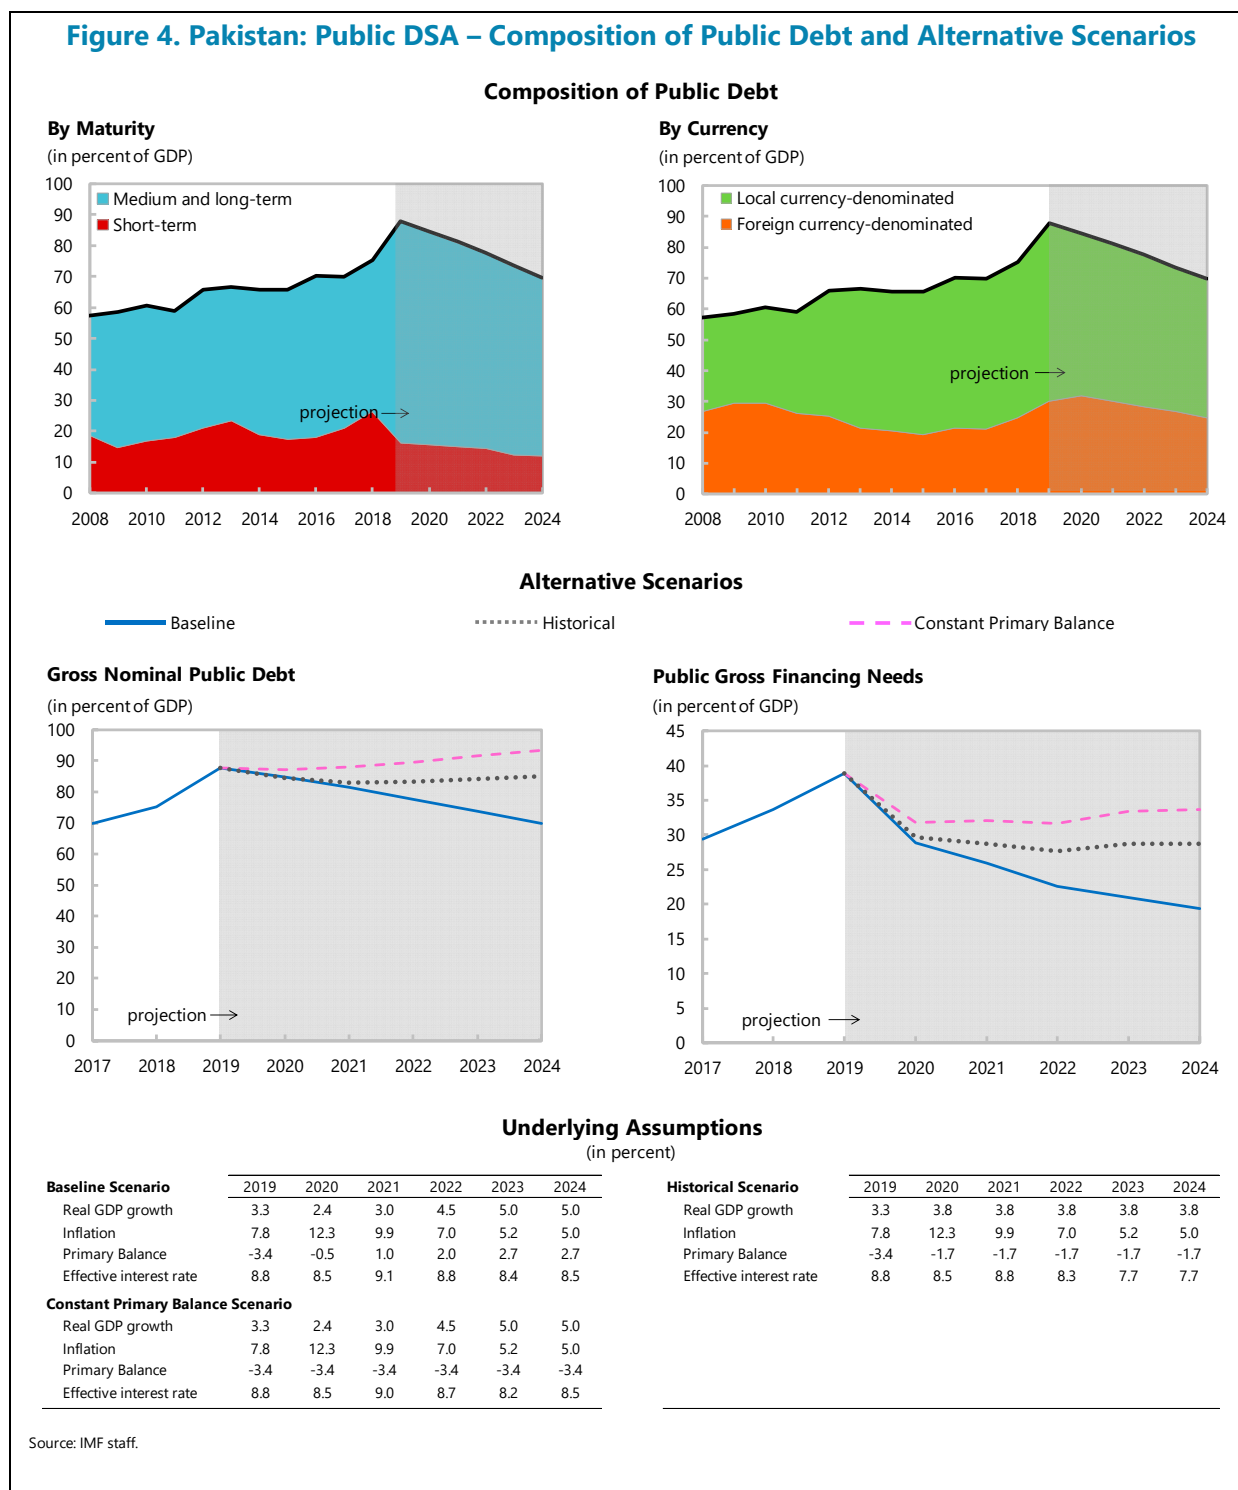 Figure 4. Pakistan: Public DSA – Composition of Public Debt and Alternative Scenarios
Composition of Public Debt
By Maturity
(in percent of GDP)
100
90
80
70
60
50
40
30
20
10
0
Medium and long-term
Short-term
projection
2008 2010 2012 2014 2016 2018 2020 2022 2024
By Currency
(in percent of GDP)
100
90
80
70
60
50
40
30
20
10
0
Local currency-denominated
Foreign currency-denominated
projection
2008 2010 2012 2014 2016 2018 2020 2022 2024
Alternative Scenarios
Baseline Historical Constant Primary Balance
Gross Nominal Public Debt
(in percent of GDP)
100
90
80
70
60
50
40
30
20
10
0
projection
2017 2018 2019 2020 2021 2022 2023 2024
Public Gross Financing Needs
(in percent of GDP)
45
40
35
30
25
20
15
10
5
0
projection
2017 2018 2019 2020 2021 2022 2023 2024
Underlying Assumptions
(in percent)
Baseline Scenario 2019 2020 2021 2022 2023 2024
Real GDP growth 3.3 2.4 3.0 4.5 5.0 5.0
Inflation 7.8 12.3 9.9 7.0 5.2 5.0
Primary Balance -3.4 -0.5 1.0 2.0 2.7 2.7
Effective interest rate 8.8 8.5 9.1 8.8 8.4 8.5
Constant Primary Balance Scenario
Real GDP growth 3.3 2.4 3.0 4.5 5.0 5.0
Inflation 7.8 12.3 9.9 7.0 5.2 5.0
Primary Balance -3.4 -3.4 -3.4 -3.4 -3.4 -3.4
Effective interest rate 8.8 8.5 9.0 8.7 8.2 8.5
Historical Scenario 2019 2020 2021 2022 2023 2024
Real GDP growth 3.3 3.8 3.8 3.8 3.8 3.8
Inflation 7.8 12.3 9.9 7.0 5.2 5.0
Primary Balance -3.4 -1.7 -1.7 -1.7 -1.7 -1.7
Effective interest rate 8.8 8.5 8.8 8.3 7.7 7.7
Source: IMF staff.